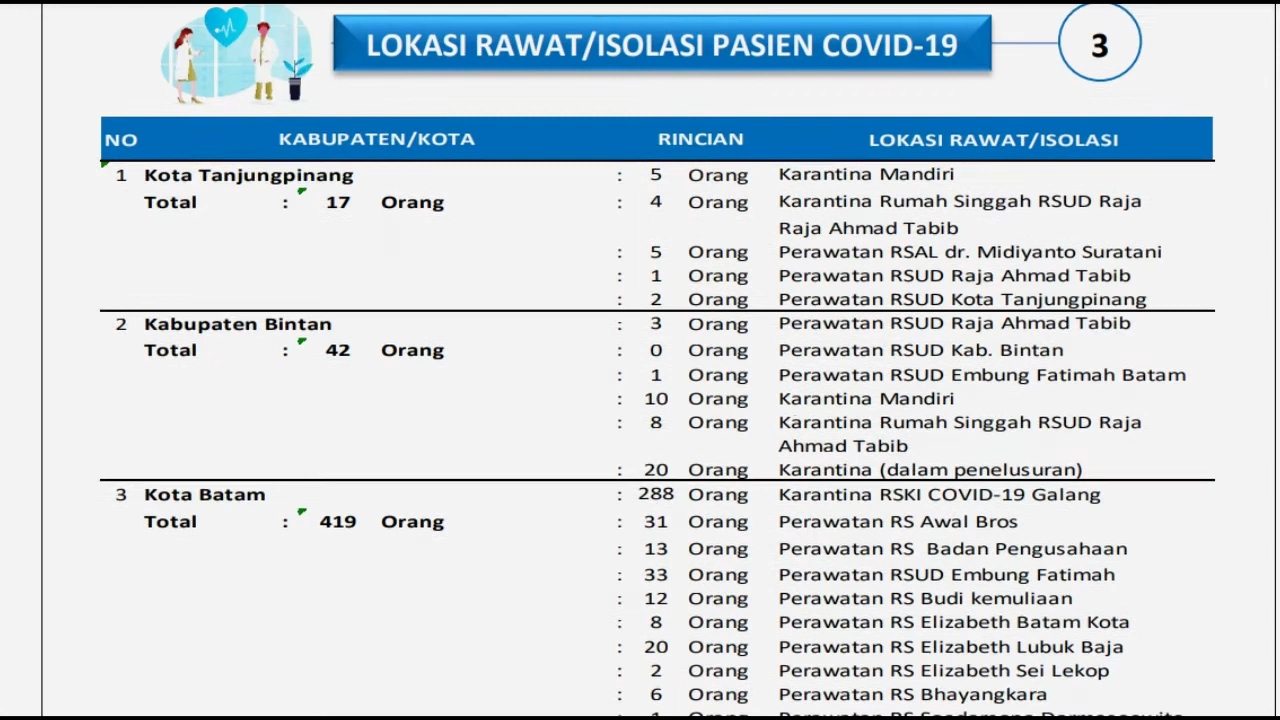 LOKASI RAWAT/ISOLASI PASIEN COVID-19
3
NO KABUPATEN/KOTA RINCIAN LOKASI RAWAT/ISOLASI
1 Kota Tanjungpinang : 5 Orang Karantina Mandiri
Total : 17 Orang : 4 Orang Karantina Rumah Singgah RSUD Raja
Raja Ahmad Tabib
: 5 Orang Perawatan RSAL dr. Midiyanto Suratani
: 1 Orang Perawatan RSUD Raja Ahmad Tabib
: 2 Orang Perawatan RSUD Kota Tanjungpinang
2 Kabupaten Bintan : 3 Orang Perawatan RSUD Raja Ahmad Tabib
Total : 42 Orang : 0 Orang Perawatan RSUD Kab. Bintan
: 1 Orang Perawatan RSUD Embung Fatimah Batam
: 10 Orang Karantina Mandiri
: 8 Orang Karantina Rumah Singgah RSUD Raja
Ahmad Tabib
: 20 Orang Karantina (dalam penelusuran)
3 Kota Batam : 288 Orang Karantina RSKI COVID-19 Galang
Total : 419 Orang : 31 Orang Perawatan RS Awal Bros
: 13 Orang Perawatan RS Badan Pengusahaan
: 33 Orang Perawatan RSUD Embung Fatimah
: 12 Orang Perawatan RS Budi kemuliaan
: 8 Orang Perawatan RS Elizabeth Batam Kota
: 20 Orang Perawatan RS Elizabeth Lubuk Baja
: 2 Orang Perawatan RS Elizabeth Sei Lekop
: 6 Orang Perawatan RS Bhayangkara